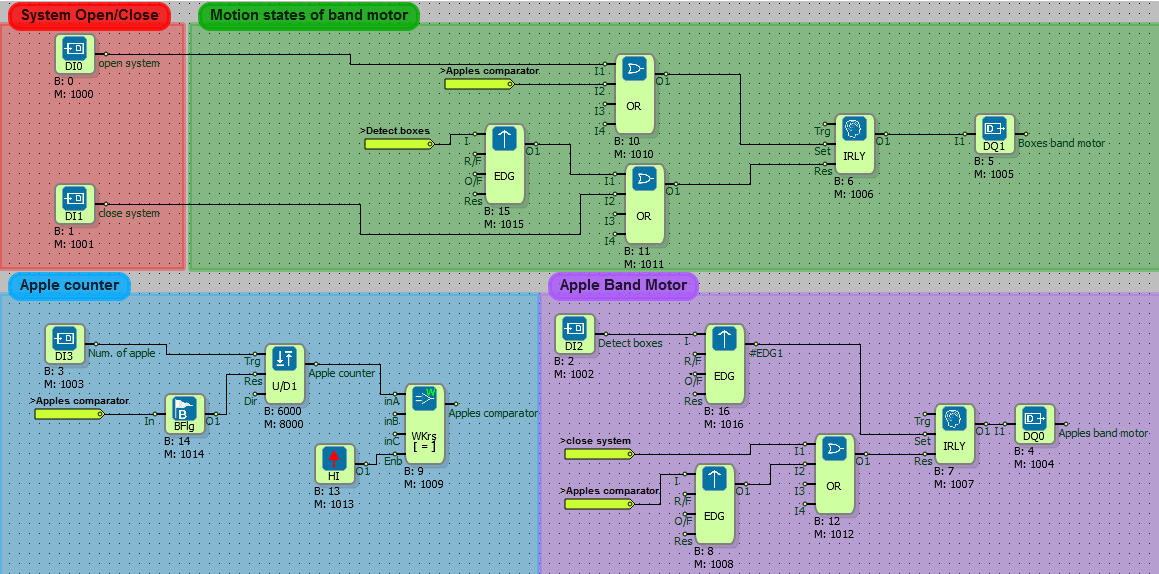 System Open/Close
Motion states of band motor
DI0
open system
B: 0
M: 1000
DI1
close system
B: 1
M: 1001
>Apples comparator
I1
I2
I3
I4
OR
O1
B: 10
M: 1010
>Detect boxes
I
R/F
O/F
Res
EDG
O1
B: 15
M: 1015
I1
I2
I3
I4
OR
O1
B: 11
M: 1011
Trg
Set
Res
IRLY
O1
B: 6
M: 1006
I1
DQ1
Boxes band motor
B: 5
M: 1005
Apple counter
DI3
Num. of apple
B: 3
M: 1003
>Apples comparator
In
BFlg
O1
B: 14
M: 1014
Trg
Res
Dir
U/D1
Apple counter
B: 6000
M: 8000
HI
O1
B: 13
M: 1013
inA
inB
inC
Enb
W
WKrs
[ = ]
Apples comparator
B: 9
M: 1009
Apple Band Motor
DI2
Detect boxes
B: 2
M: 1002
I
R/F
O/F
Res
EDG
#EDG1
B: 16
M: 1016
>close system
>Apples comparator
I
R/F
O/F
Res
EDG
O1
B: 8
M: 1008
I1
I2
I3
I4
OR
O1
B: 12
M: 1012
Trg
Set
Res
IRLY
O1
B: 7
M: 1007
I1
DQ0
Apples band motor
B: 4
M: 1004